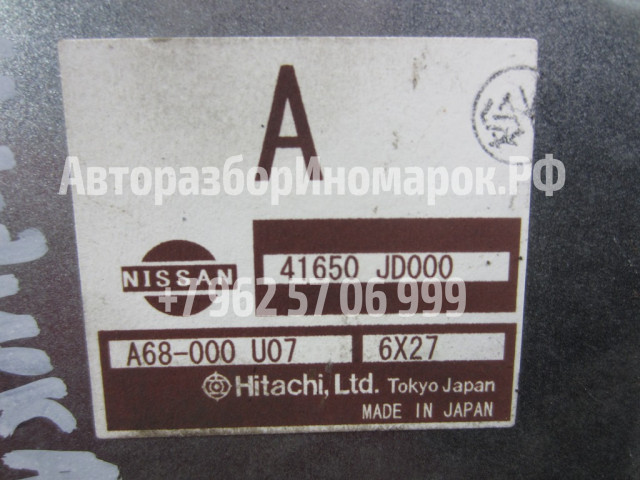 A
АвторазборИномарок.РФ
NISSAN
41650 JD000
+7 962 57 06 999
A68-000 U07
6X27
Hitachi, Ltd. Tokyo Japan
MADE IN JAPAN